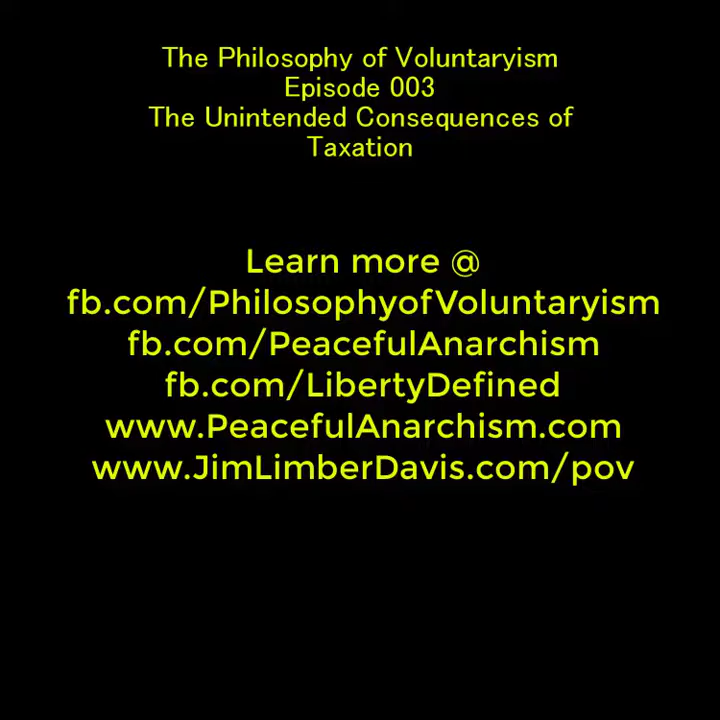 The Philosophy of Voluntaryism
Episode 003
The Unintended Consequences of
Taxation
Learn more @
fb.com/PhilosophyofVoluntaryism
fb.com/PeacefulAnarchism
fb.com/LibertyDefined
www.PeacefulAnarchism.com
www.JimLimberDavis.com/pov